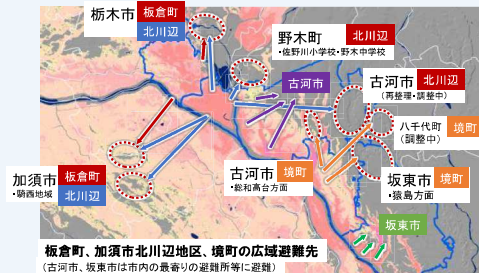 栃木市 板倉町
北川辺
野木町 北川辺
・佐野川小学校・野木中学校
古河市
古河市 北川辺
(再整理・調整中)
八千代町 境町
(調整中)
加須市 板倉町
・騎西地域 北川辺
古河市 境町
・総和高台方面
坂東市 境町
・猿島方面
坂東市
板倉町、加須市北川辺地区、境町の広域避難先
(古河市、坂東市は市内の最寄りの避難所等に避難)